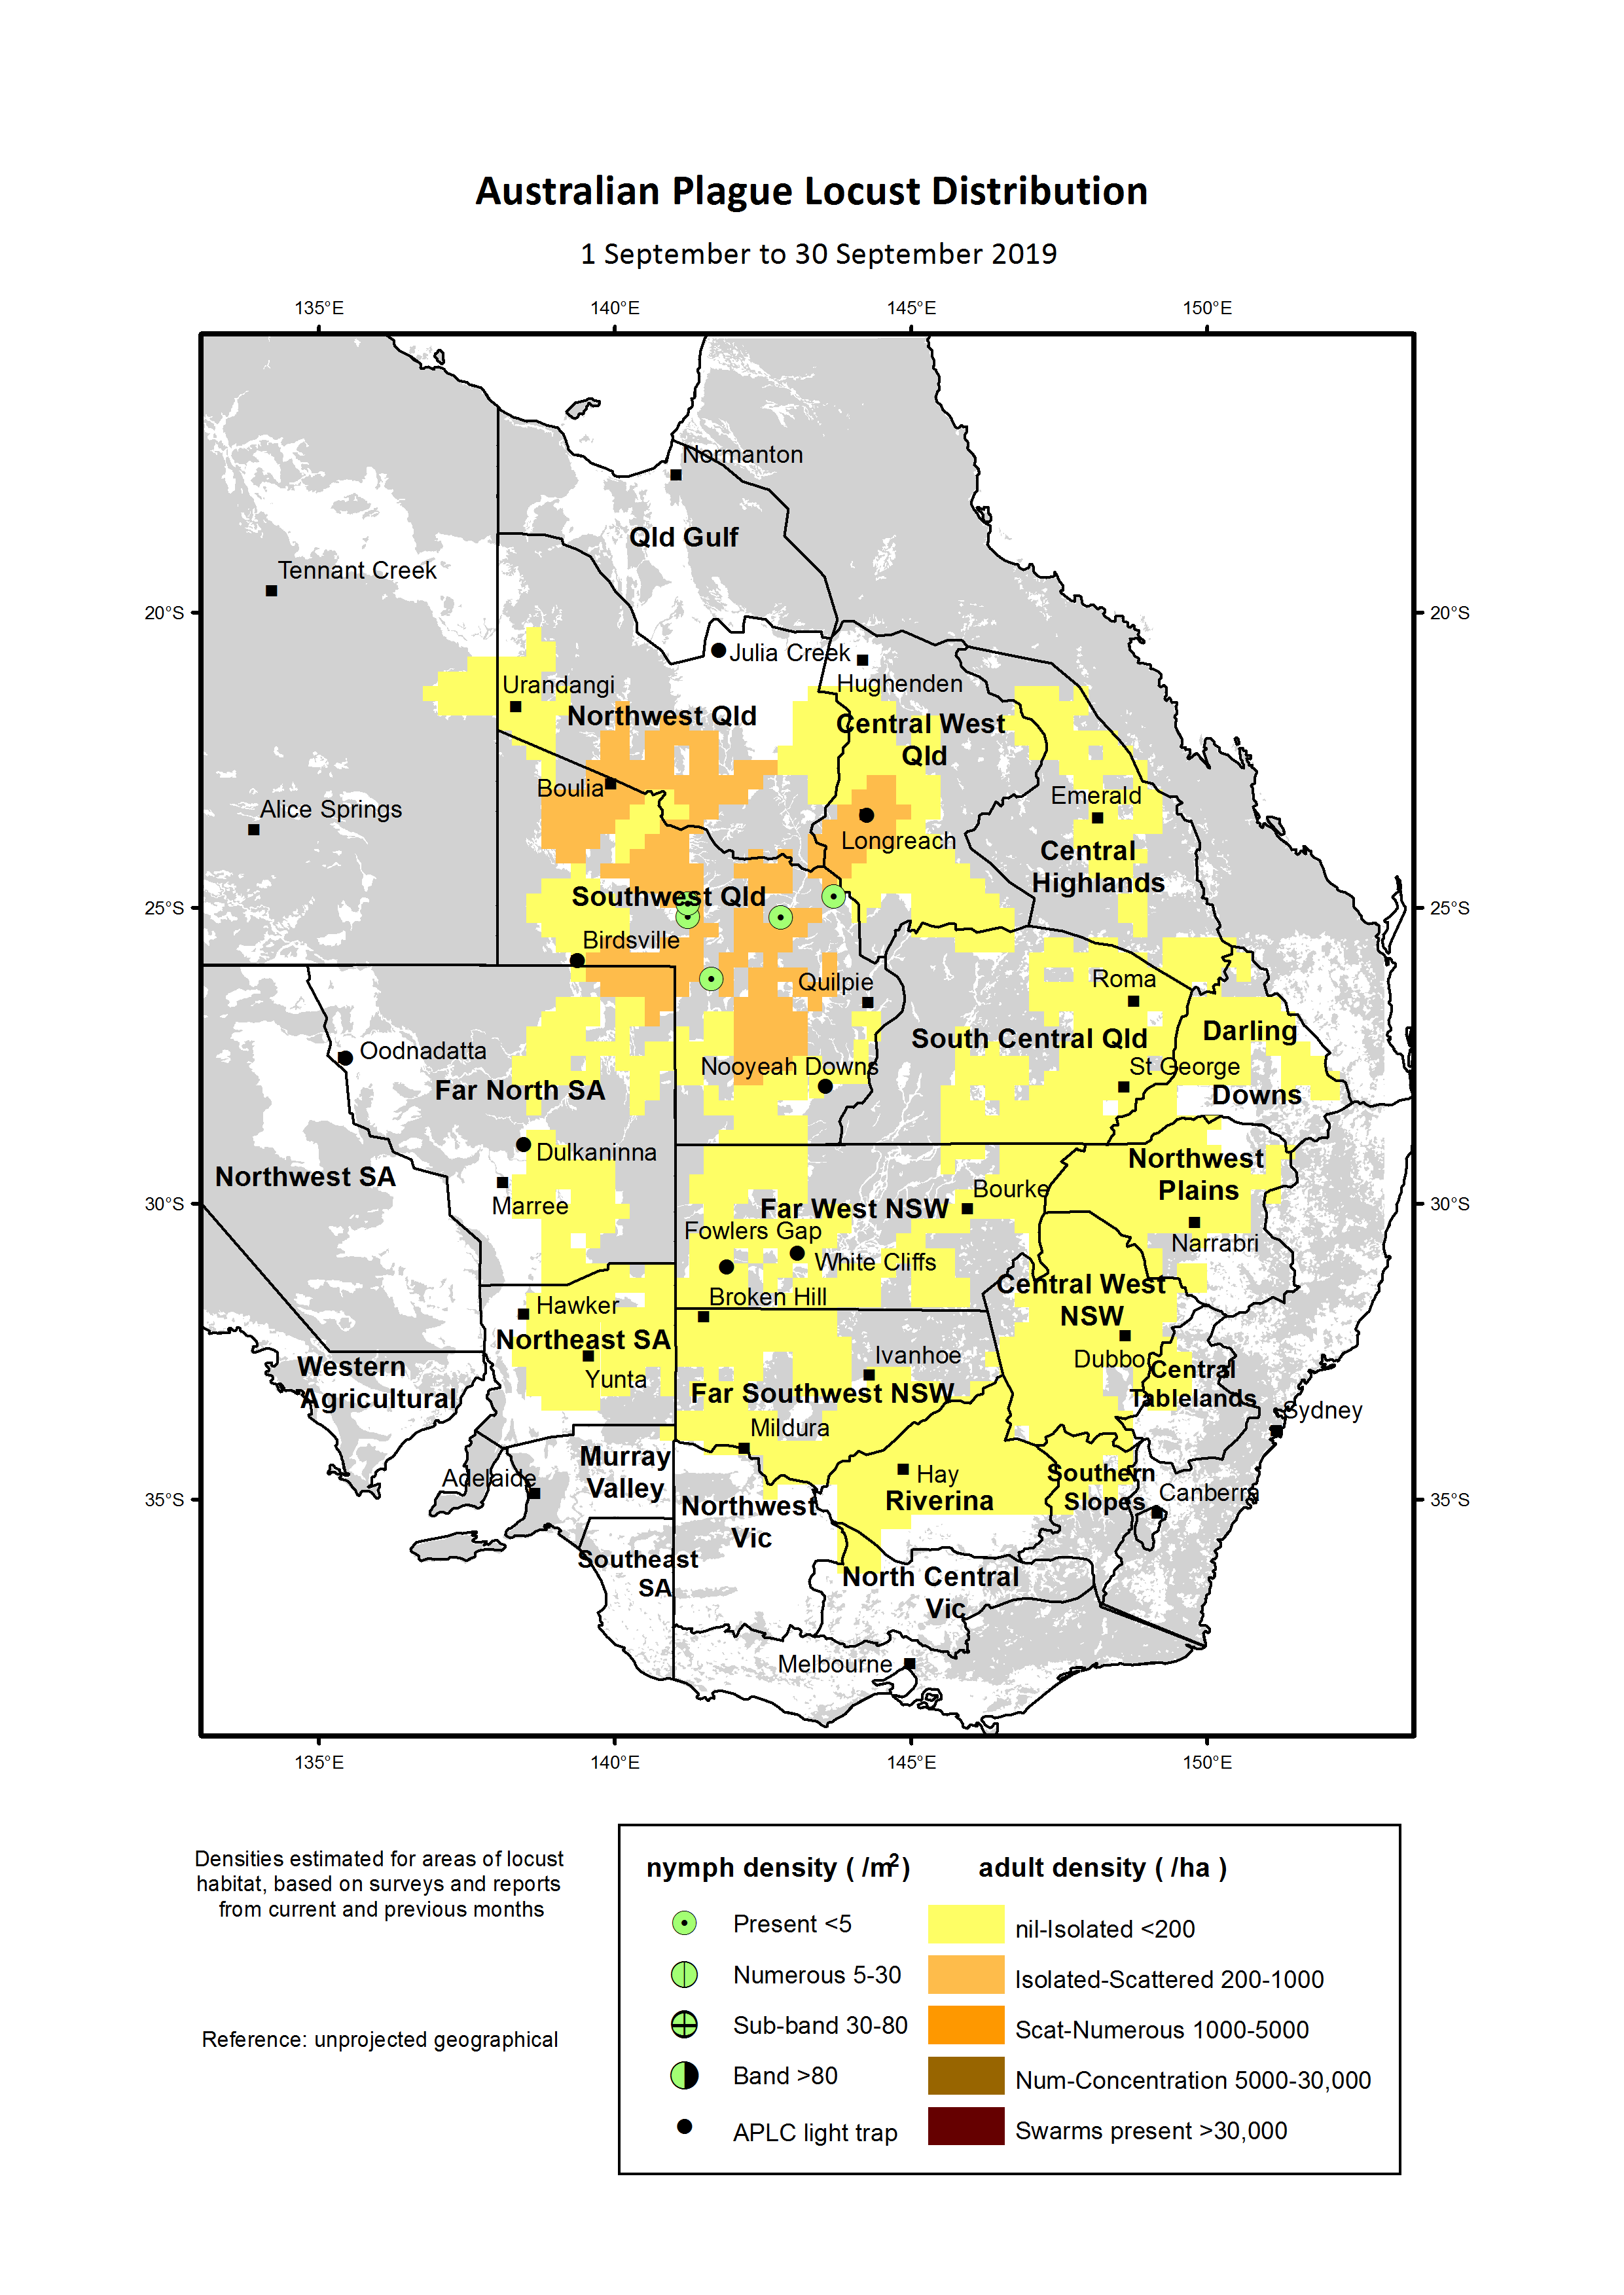 Australian Plague Locust Distribution
1 September to 30 September 2019
135°E 140°E 145°E 150°E
Normanton
Qld Gulf
Tennant Creek
20°S 20°S
Julia Creek
Hughenden
Urandangi
Northwest Qld
Central West
Qld
Boulia
Emerald
Alice Springs
Longreach
Central
Highlands
Southwest Qld
25°S 25°S
Birdsville
Quilpie
Roma
South Central Qld
Darling
Downs
Oodnadatta
Nooyeah Downs
St George
Far North SA
Dulkaninna
Northwest SA
Northwest
Plains
Marree
Far West NSW
Bourke
30°S 30°S
Fowlers Gap
White Cliffs
Narrabri
Central West
NSW
Broken Hill
Hawker
Northeast SA
Yunta
Ivanhoe
Dubbo
Central
Tablelands
Western
Agricultural
Far Southwest NSW
Sydney
Mildura
Murray
Valley
Adelaide
Hay
Riverina
Southern
Slopes
Canberra
35°S 35°S
Northwest
Vic
Southeast
SA
North Central
Vic
Melbourne
135°E 140°E 145°E 150°E
Densities estimated for areas of locust
habitat, based on surveys and reports
from current and previous months
Reference: unprojected geographical
nymph density ( /m²) adult density ( /ha )
Present <5 nil-Isolated <200
Numerous 5-30 Isolated-Scattered 200-1000
Sub-band 30-80 Scat-Numerous 1000-5000
Band >80 Num-Concentration 5000-30,000
APLC light trap Swarms present >30,000